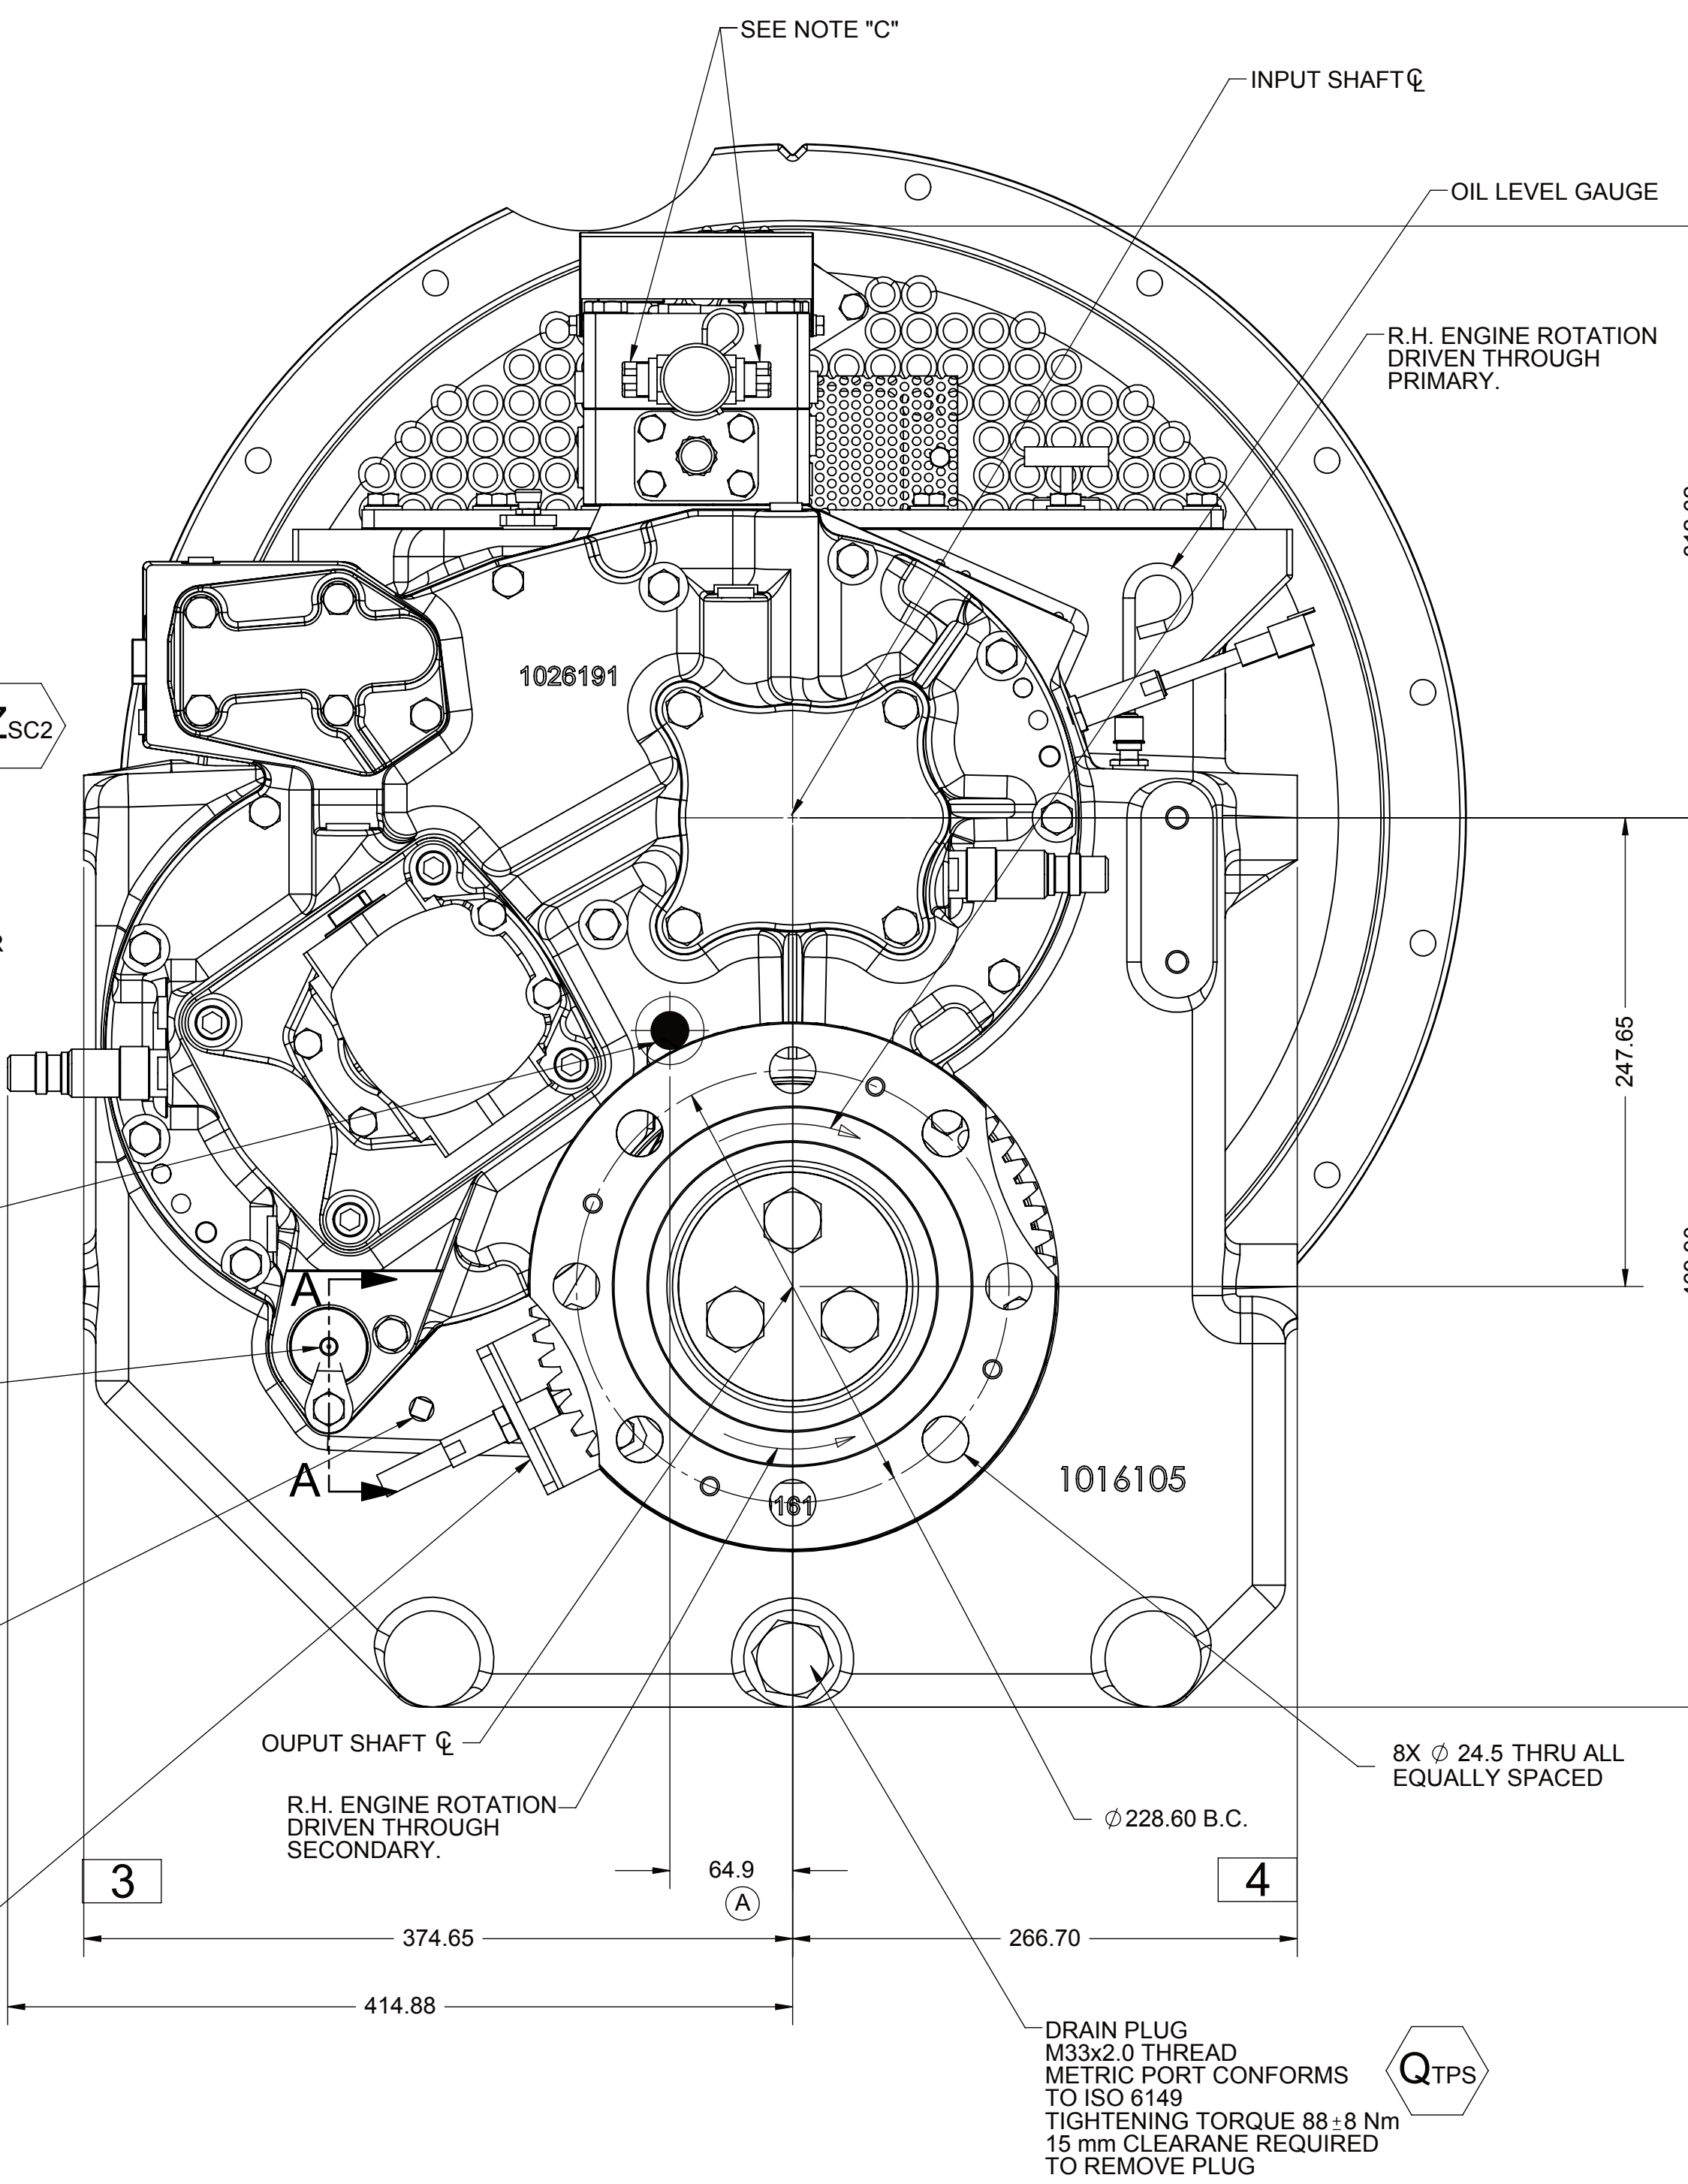 SEE NOTE "C"
INPUT SHAFT ℄
OIL LEVEL GAUGE
R.H. ENGINE ROTATION
DRIVEN THROUGH
PRIMARY.
1026191
SC2
R
247.65
A
A
161
1016105
OUPUT SHAFT ℄
R.H. ENGINE ROTATION
DRIVEN THROUGH
SECONDARY.
8X ∅ 24.5 THRU ALL
EQUALLY SPACED
∅228.60 B.C.
3
64.9
A
4
374.65
266.70
414.88
DRAIN PLUG
M33x2.0 THREAD
METRIC PORT CONFORMS
TO ISO 6149
TIGHTENING TORQUE 88±8 Nm
15 mm CLEARANE REQUIRED
TO REMOVE PLUG
QTPS